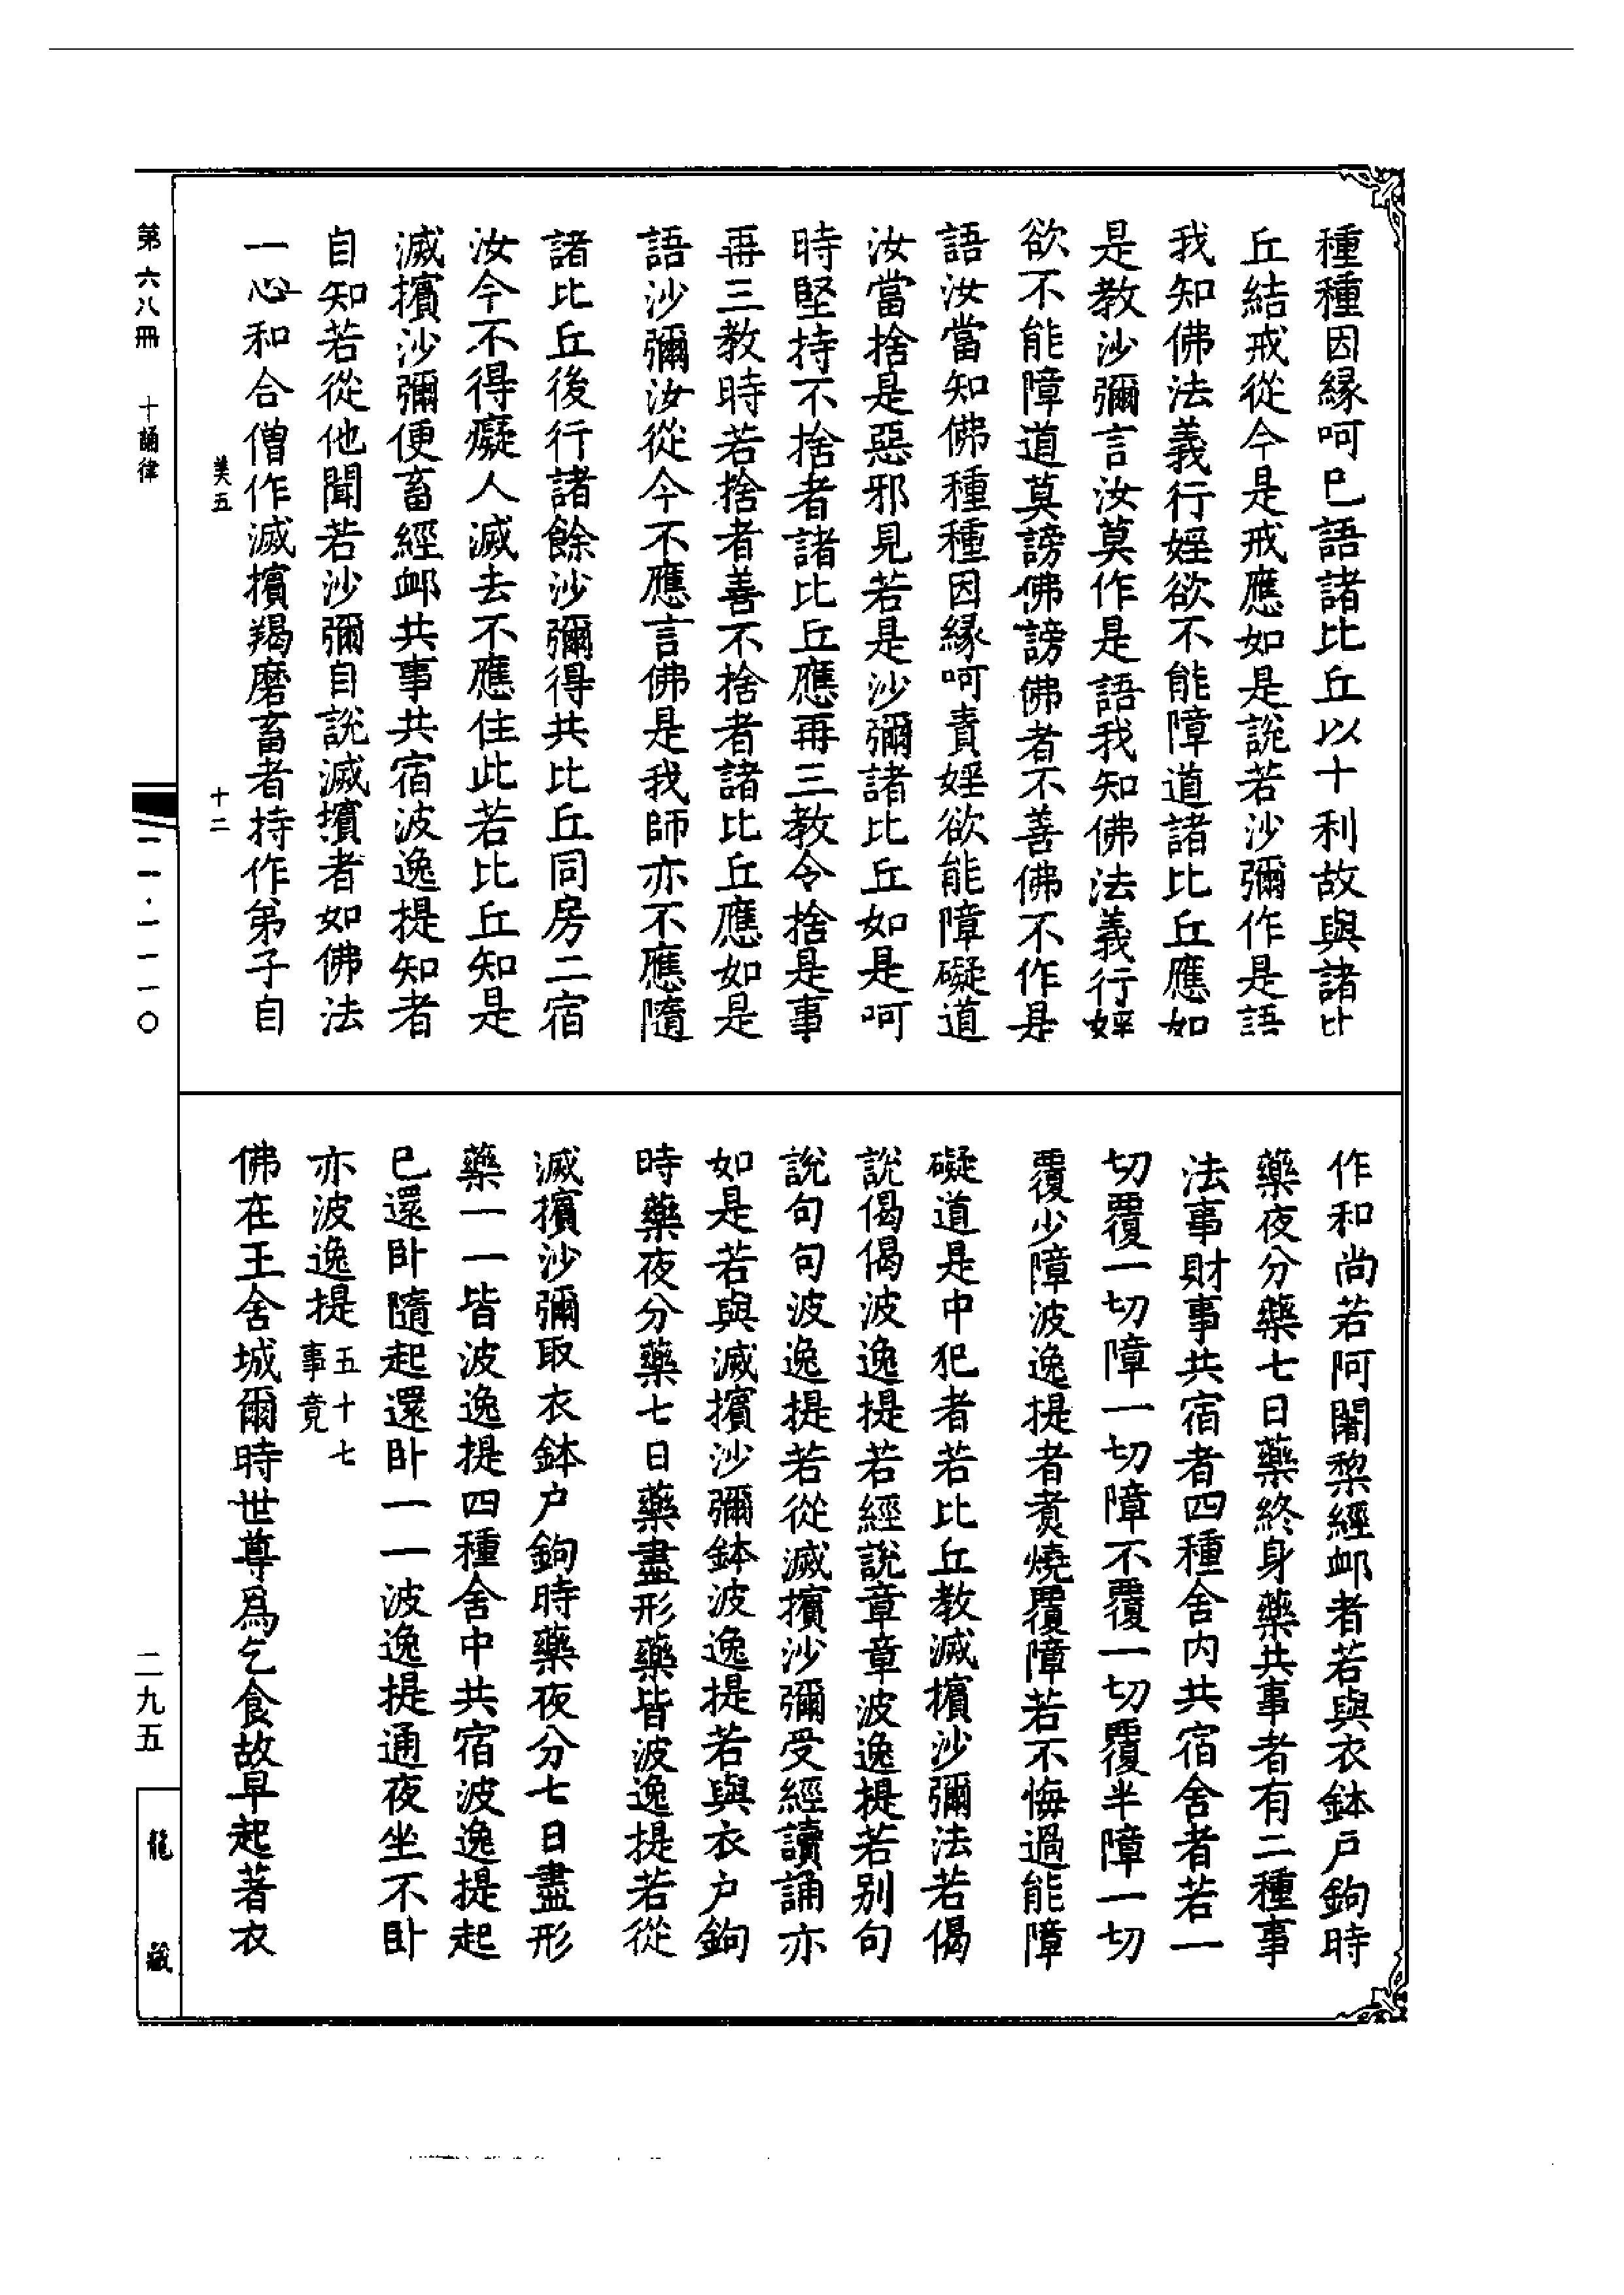 種種因緣呵巳語諸比丘以十利故與諸比
丘結戒從今是戒應如是說若沙彌作是語
我知佛法義行婬欲不能障道諸比丘應如
是教沙彌言汝莫作是語我知佛法義行婬
欲不能障道莫謗佛謗佛者不善佛不作是
語汝當知佛種種因緣呵責婬欲能障礙道
汝當捨是惡邪見若是沙彌諸比丘如是呵
時堅持不捨者諸比丘應再三教令捨是事
再三教時若捨者善不捨者諸比丘應如是
語沙彌汝從今不應言佛是我師亦不應隨
諸比丘後行諸餘沙彌得共比丘同房二宿
汝今不得癡人滅去不應住此若比丘知是
滅擯沙彌便畜經卹共事共宿波逸提知者
自知若從他聞若沙彌自說滅擯者如佛法
一心和合僧作滅擯羯磨畜者持作弟子自
作和尚若阿闍黎經卹者若與衣鉢戶鉤時
藥夜分藥七日藥終身藥共事者有二種事
法事財事共宿者四種舍內共宿舍者若一
切覆一切障一切障不覆一切覆半障一切
覆少障波逸提者煑燒覆障若不悔過能障
礙道是中犯者若比丘教滅擯沙彌法若偈
說偈偈波逸提若經說章章波逸提若別句
說句句波逸提若從滅擯沙彌受經讀誦亦
如是若與滅擯沙彌鉢波逸提若與衣戶鉤
時藥夜分藥七日藥盡形藥皆波逸提若從
滅擯沙彌取衣鉢戶鉤時藥夜分七日盡形
藥一一皆波逸提四種舍中共宿波逸提起
巳還臥隨起還臥一一波逸提通夜坐不臥
亦波逸提五十七事竟
佛在王舍城爾時世尊爲乞食故早起著衣
美五 十二
第六八冊 十誦律
一一·一一一〇
二九五
龍藏